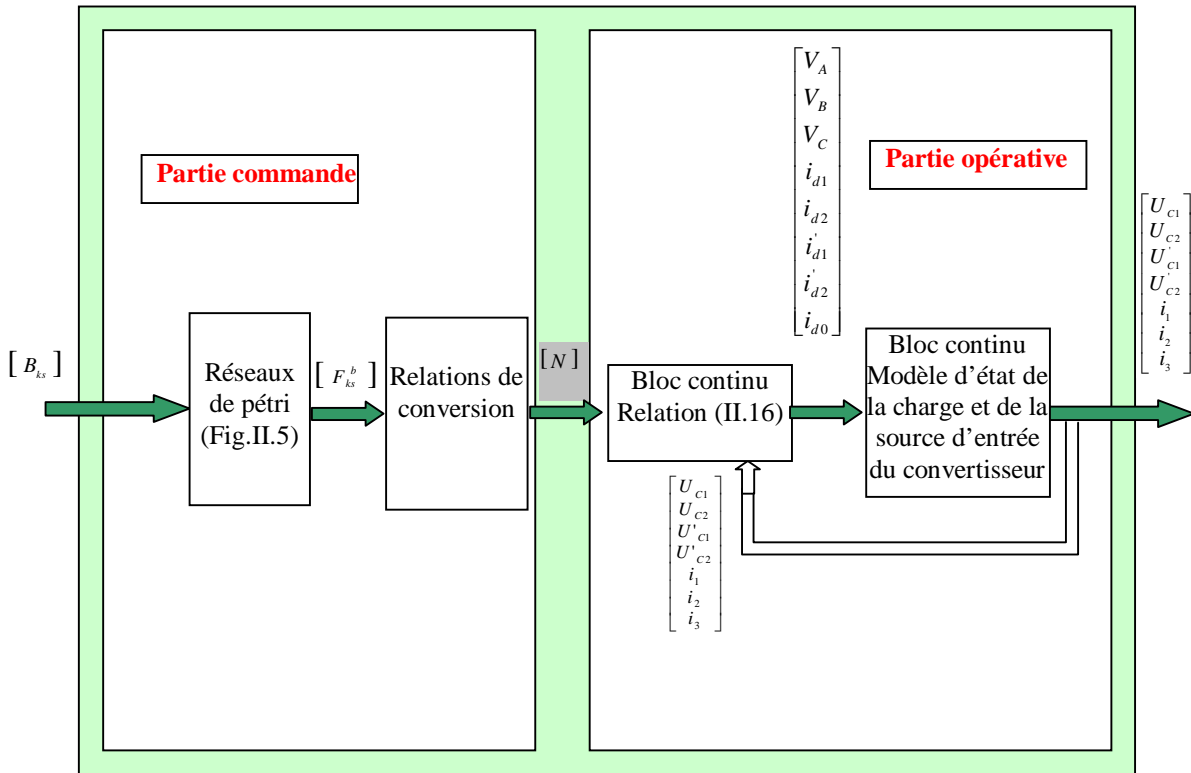 Partie commande
[ B_ks ]
Réseaux
de pétri
(Fig.II.5)
[ F_ks^b ]
Relations de
conversion
[ N ]
Partie opérative
V_A
V_B
V_C
i_d1
i_d2
i'_d1
i'_d2
i_d0
Bloc continu
Relation (II.16)
Bloc continu
Modèle d'état de
la charge et de la
source d'entrée
du convertisseur
U_C1
U_C2
U'_C1
U'_C2
i_1
i_2
i_3
U_C1
U_C2
U'_C1
U'_C2
i_1
i_2
i_3